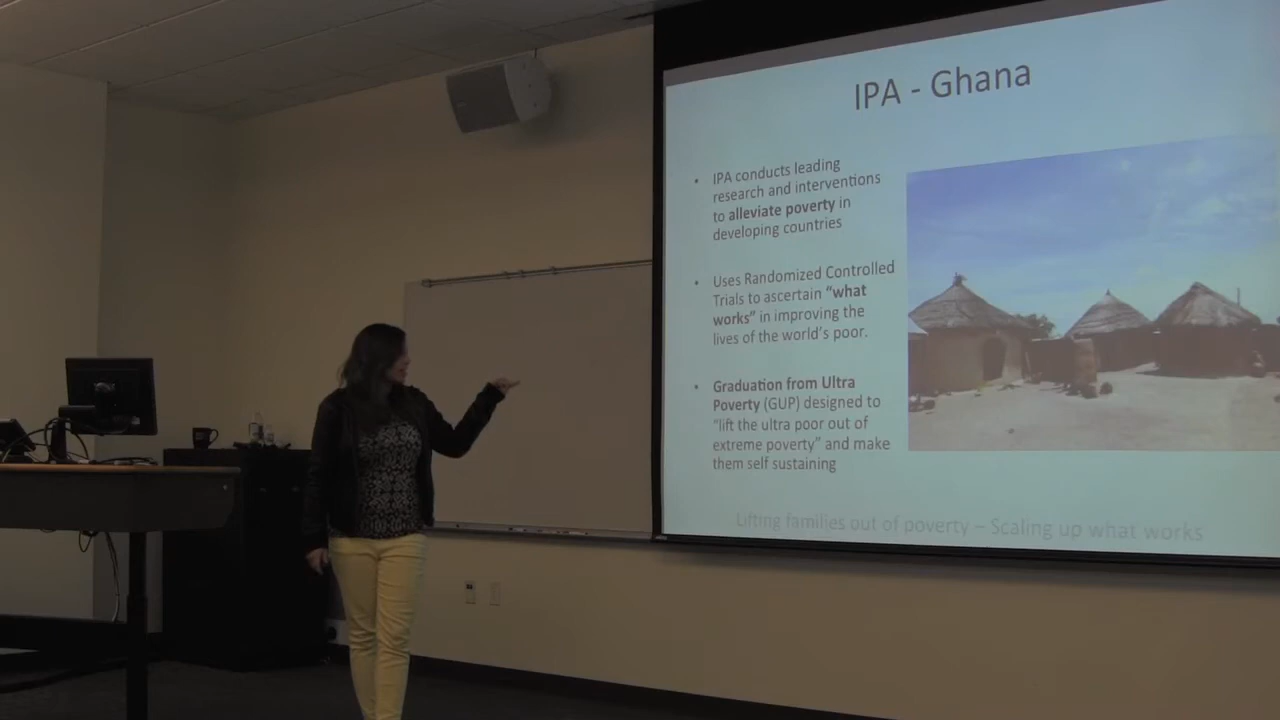 IPA - Ghana
• IPA conducts leading
research and interventions
to alleviate poverty in
developing countries
• Uses Randomized Controlled
Trials to ascertain “what
works” in improving the
lives of the world’s poor.
• Graduation from Ultra
Poverty (GUP) designed to
“lift the ultra poor out of
extreme poverty” and make
them self sustaining
Lifting families out of poverty – Scaling up what works